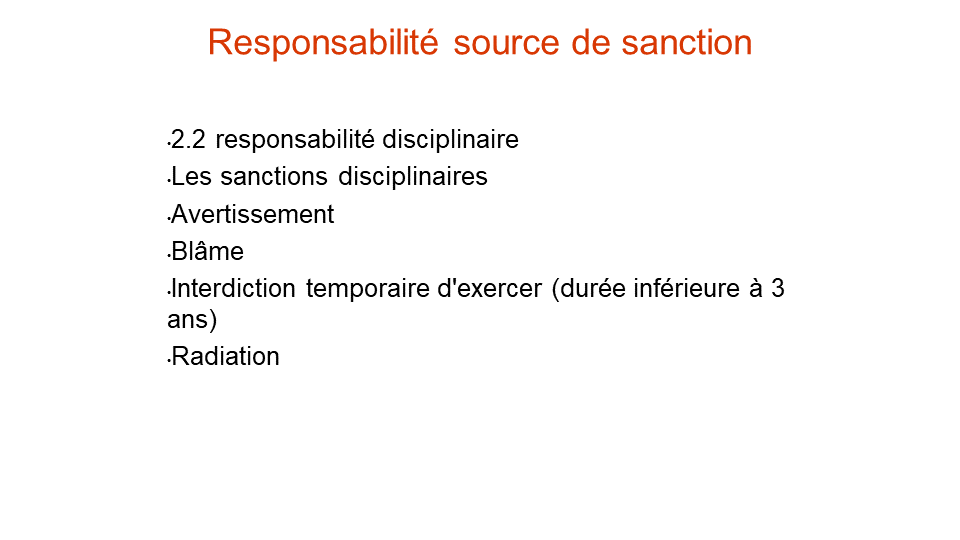 Responsabilité source de sanction
•2.2 responsabilité disciplinaire
•Les sanctions disciplinaires
•Avertissement
•Blâme
•Interdiction temporaire d'exercer (durée inférieure à 3
ans)
•Radiation